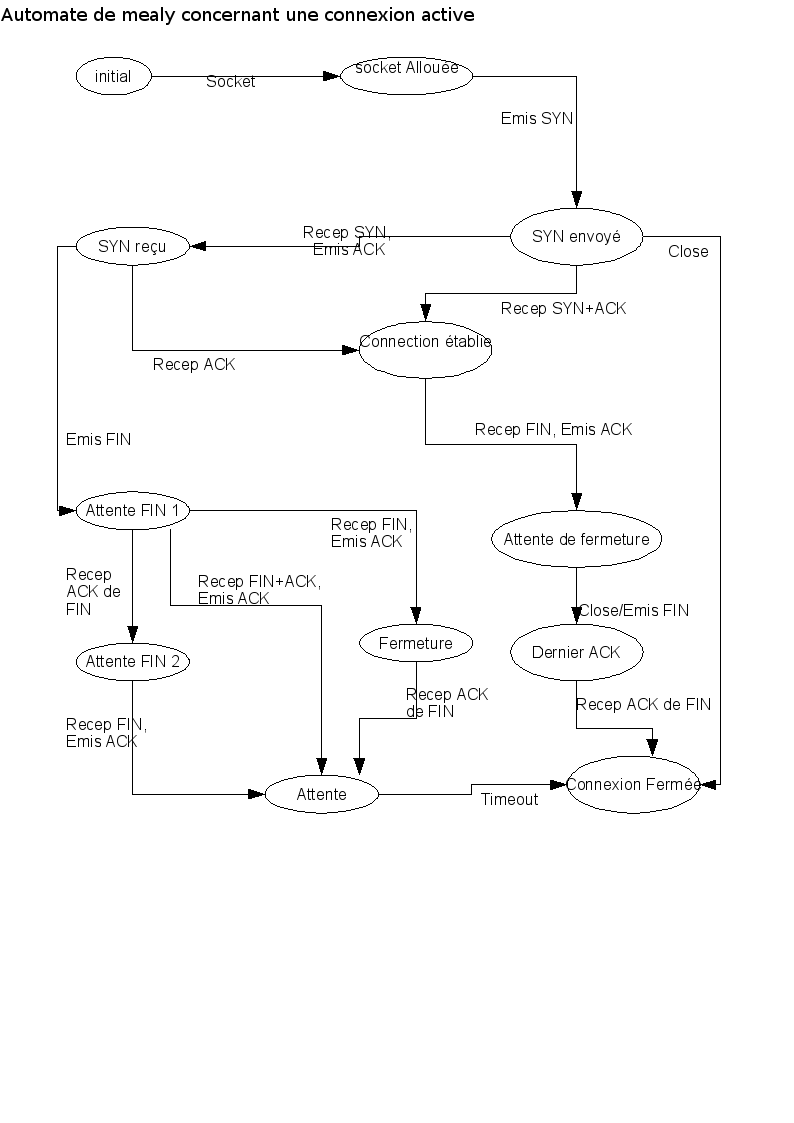 Automate de mealy concernant une connexion active
initial
Socket
socket Allouée
Emis SYN
SYN reçu
Recep SYN,
Emis ACK
SYN envoyé
Close
Recep SYN+ACK
Connection établie
Recep ACK
Recep FIN, Emis ACK
Emis FIN
Attente FIN 1
Recep FIN,
Emis ACK
Attente de fermeture
Recep
ACK de
FIN
Recep FIN+ACK,
Emis ACK
Close/Emis FIN
Fermeture
Dernier ACK
Attente FIN 2
Recep ACK
de FIN
Recep ACK de FIN
Recep FIN,
Emis ACK
Attente
Timeout
Connexion Fermée